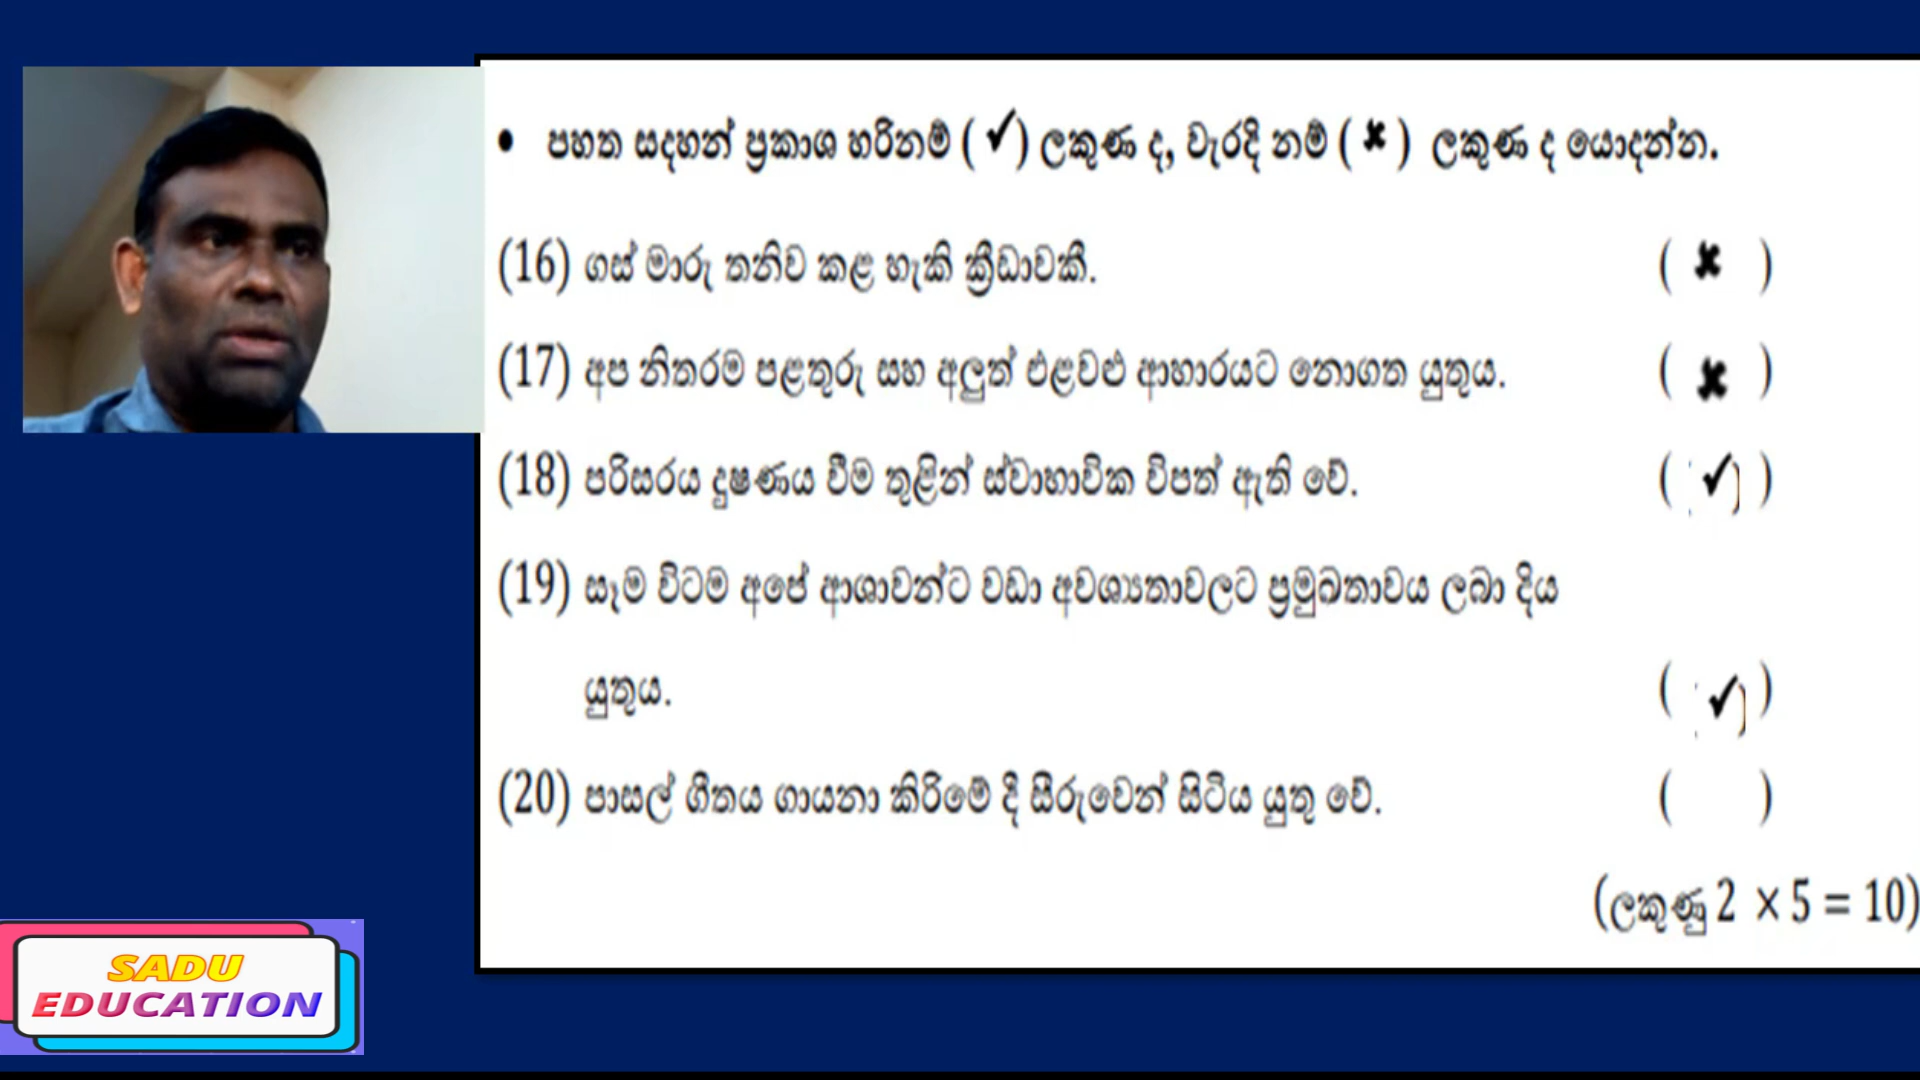 • පහත සදහන් ප්‍රකාශ හරිනම් ( ✓ ) ලකුණ ද, වැරදි නම් ( ✘ ) ලකුණ ද යොදන්න.
(16) ගස් මාරු තනිව කළ හැකි ක්‍රීඩාවකී. ( ✘ )
(17) අප නිතරම පළතුරු සහ අලුත් එළවළු ආහාරයට නොගත යුතුය. ( ✘ )
(18) පරිසරය දුෂණය වීම තුළින් ස්වාභාවික විපත් ඇති වේ. ( ✓ )
(19) සෑම විටම අපේ ආශාවන්ට වඩා අවශ්‍යතාවලට ප්‍රමුඛතාවය ලබා දිය
යුතුය. ( ✓ )
(20) පාසල් ගීතය ගායනා කිරිමේ දී සීරුවෙන් සිටිය යුතු වේ. ( )
(ලකුණු 2 × 5 = 10)
SADU
EDUCATION